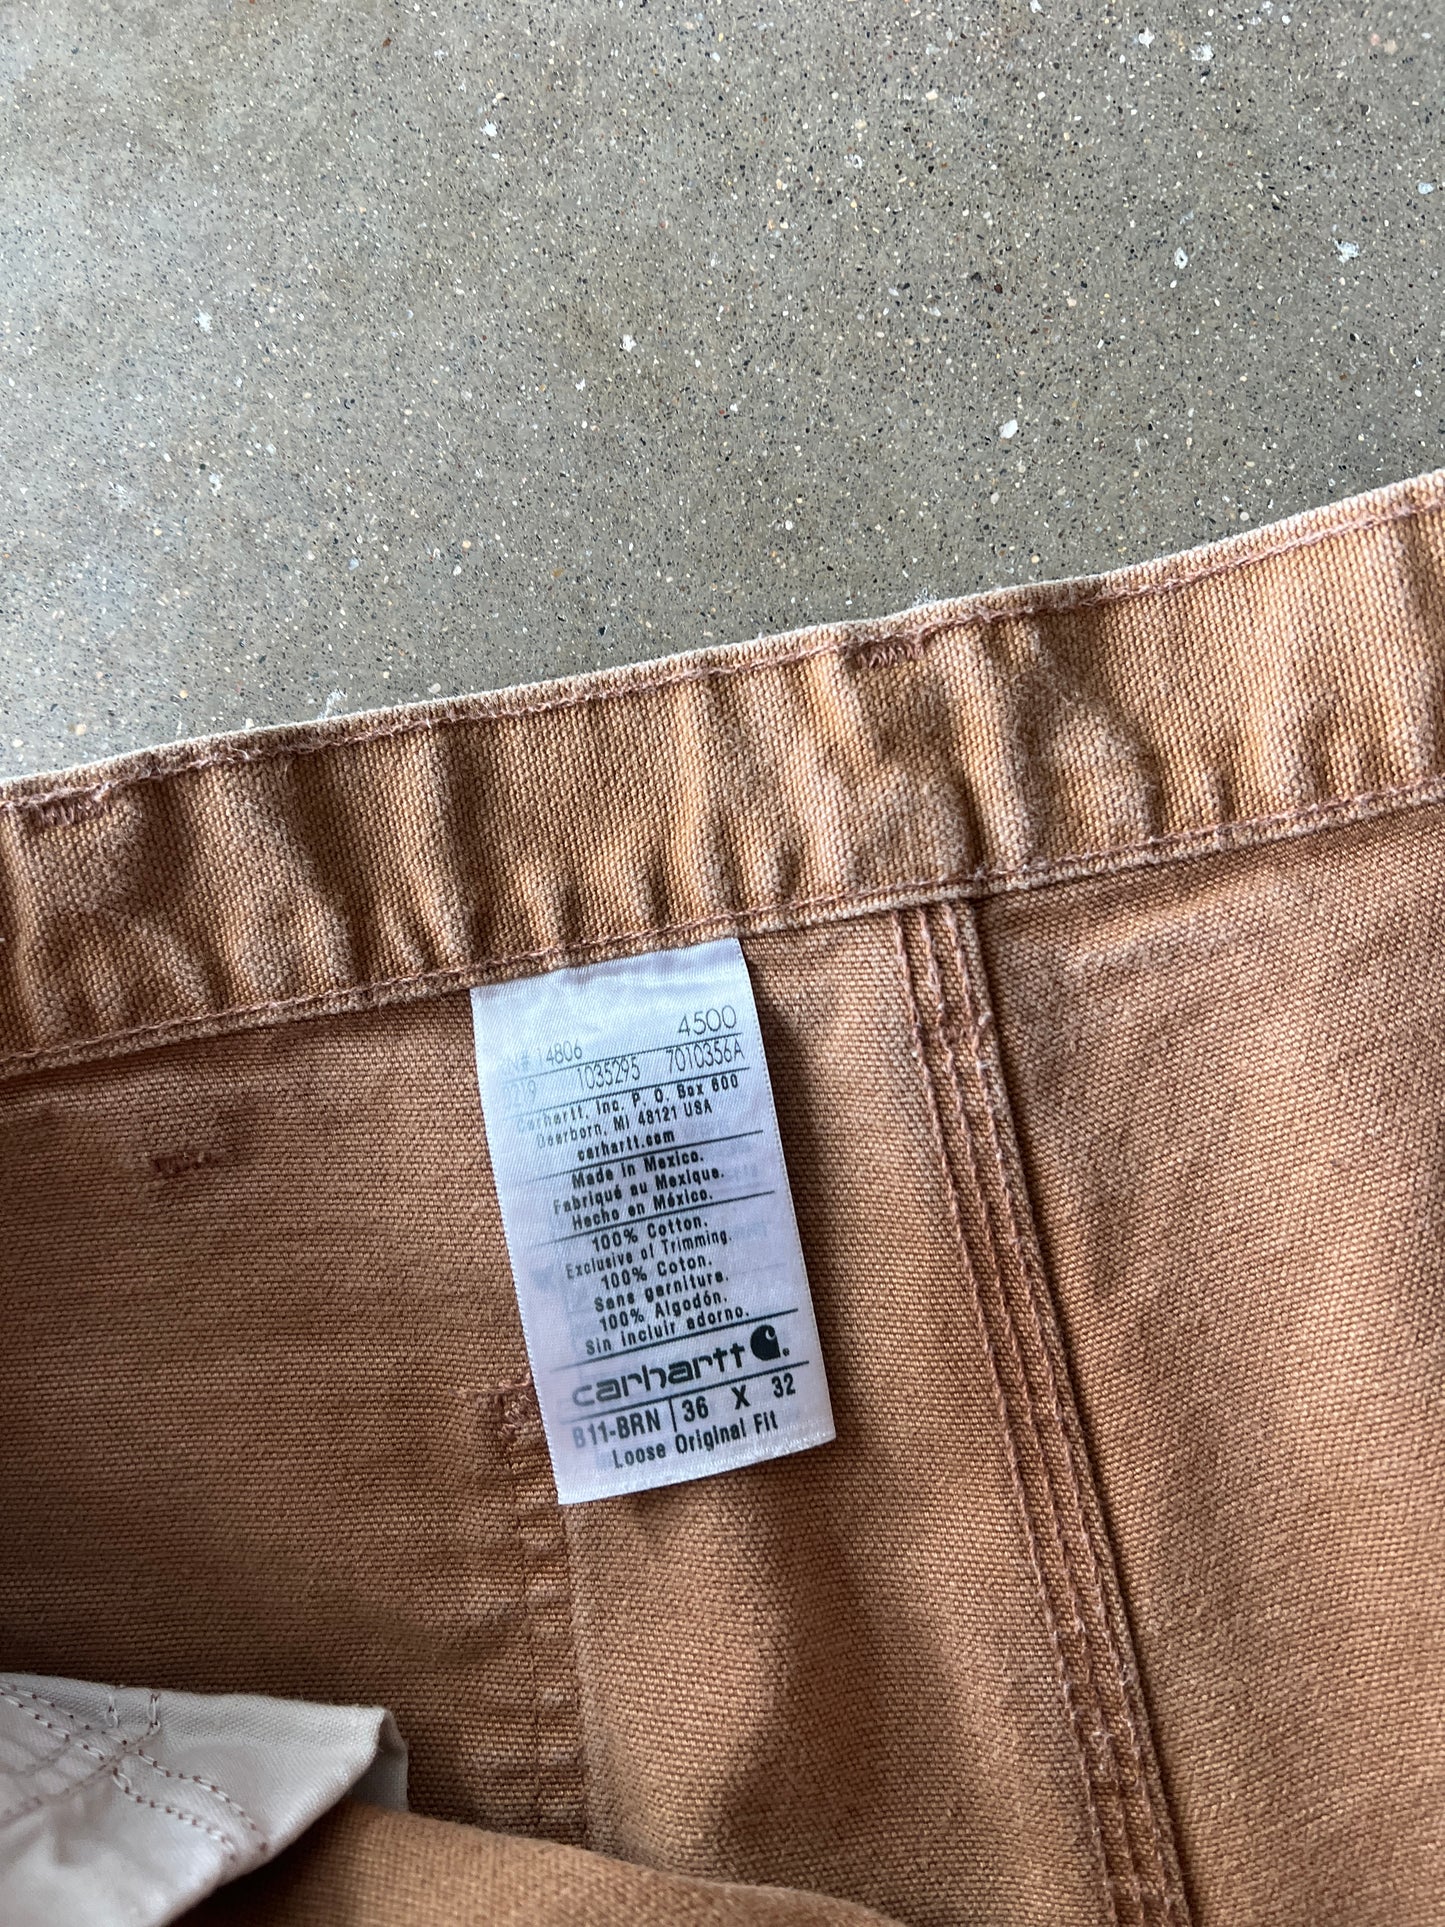 4500
RN# 14806
1035295 7010356A
Carhartt, Inc. P. O. Box 600
Dearborn, MI 48121 USA
carhartt.com
Made in Mexico.
Fabriqué au Mexique.
Hecho en México.
100% Cotton.
Exclusive of Trimming.
100% Coton.
Sans garniture.
100% Algodón.
Sin incluir adorno.
carhartt.
B11-BRN 36 X 32
Loose Original Fit